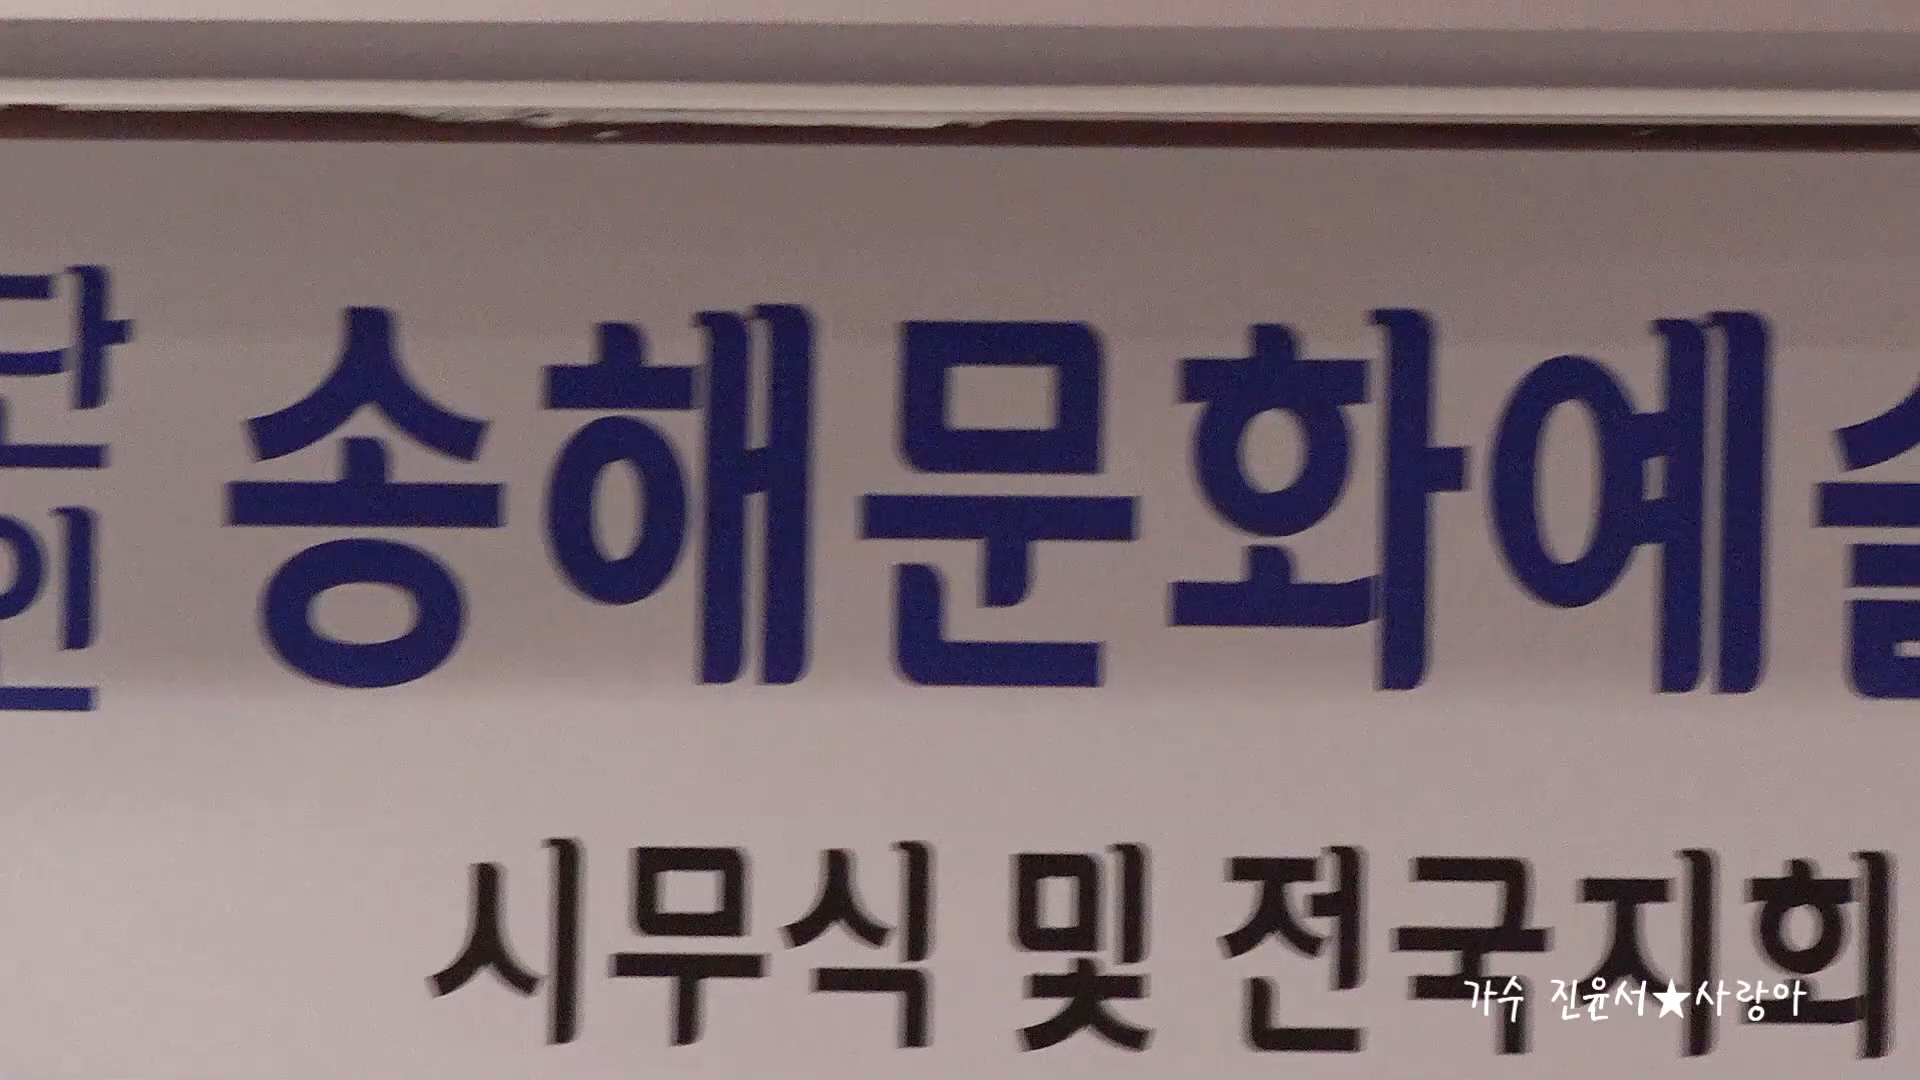 단
인
송해문화예술
시무식 및 전국지회
가수 진윤서★사랑아